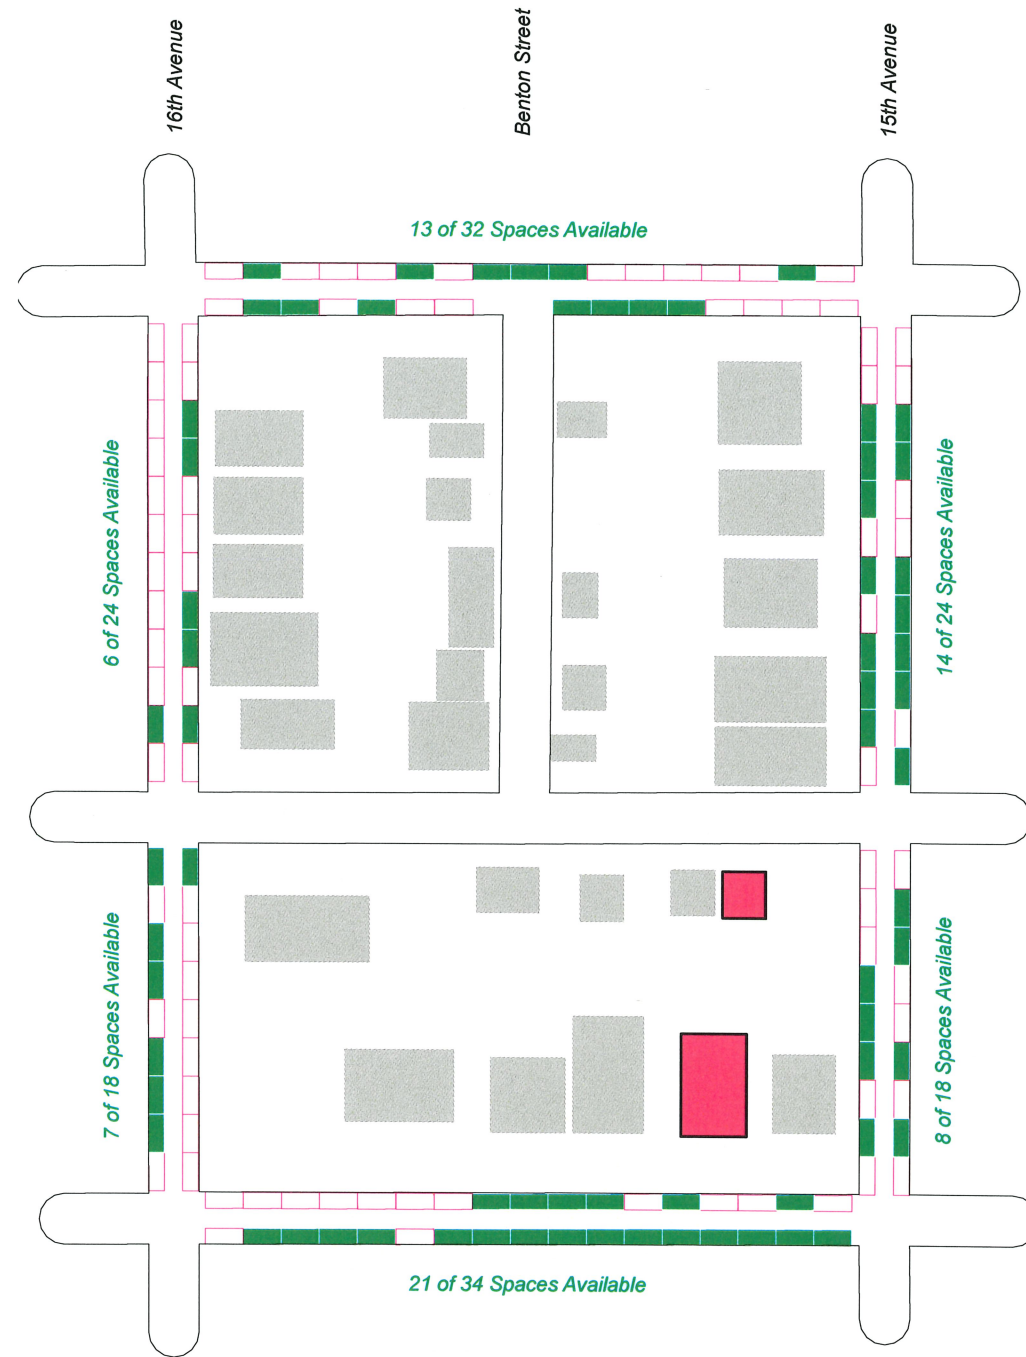 16th Avenue
Benton Street
15th Avenue
13 of 32 Spaces Available
6 of 24 Spaces Available
14 of 24 Spaces Available
7 of 18 Spaces Available
8 of 18 Spaces Available
21 of 34 Spaces Available